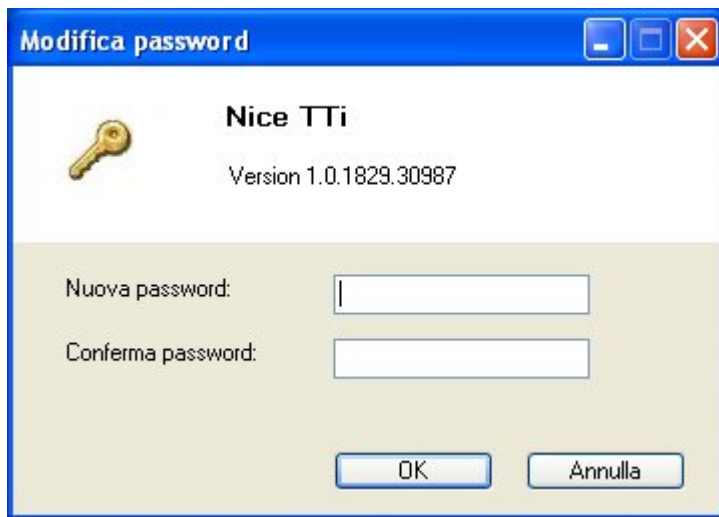 Modifica password
Nice TTi
Version 1.0.1829.30987
Nuova password:
Conferma password:
OK
Annulla